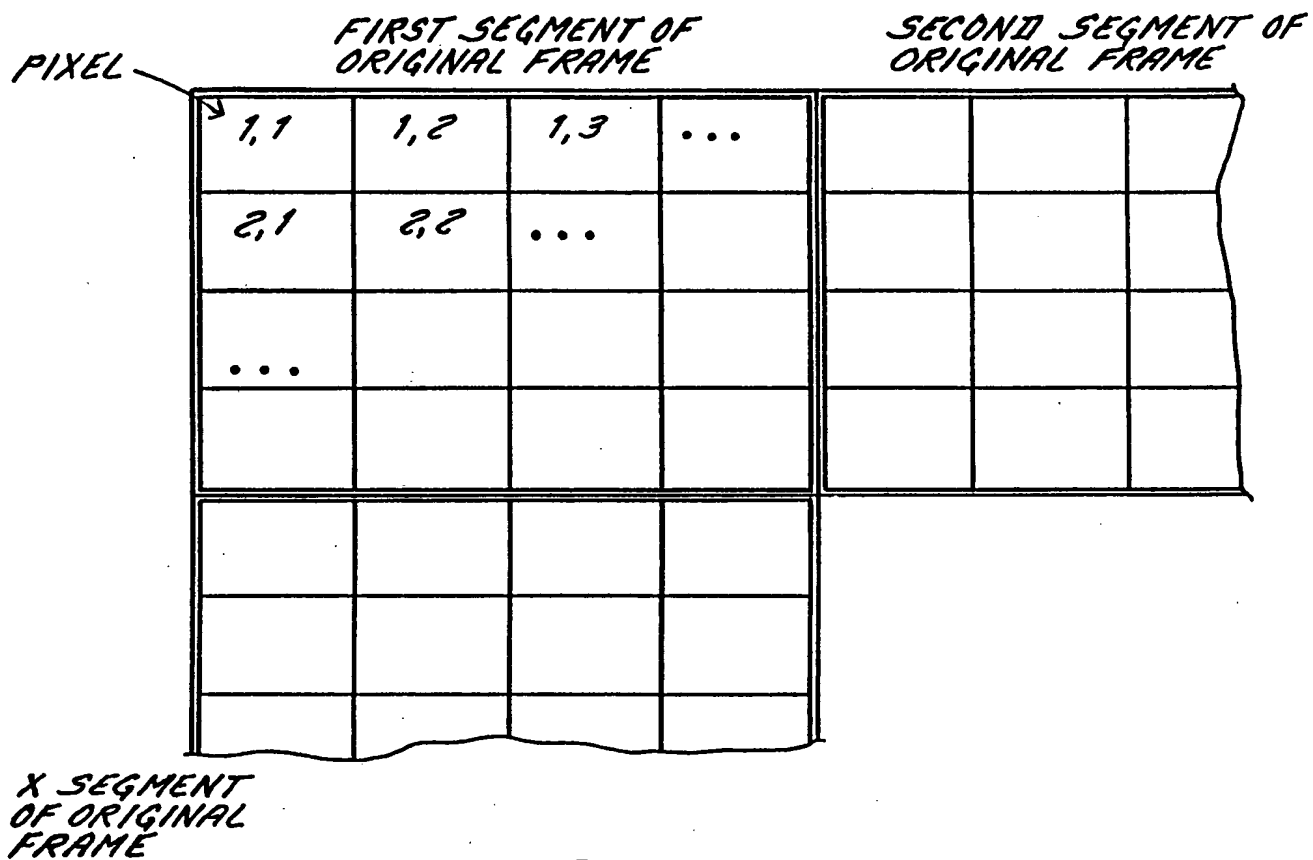 FIRST SEGMENT OF
ORIGINAL FRAME
SECOND SEGMENT OF
ORIGINAL FRAME
PIXEL
1,1 1,2 1,3 ...
2,1 2,2 ...
...
X SEGMENT
OF ORIGINAL
FRAME